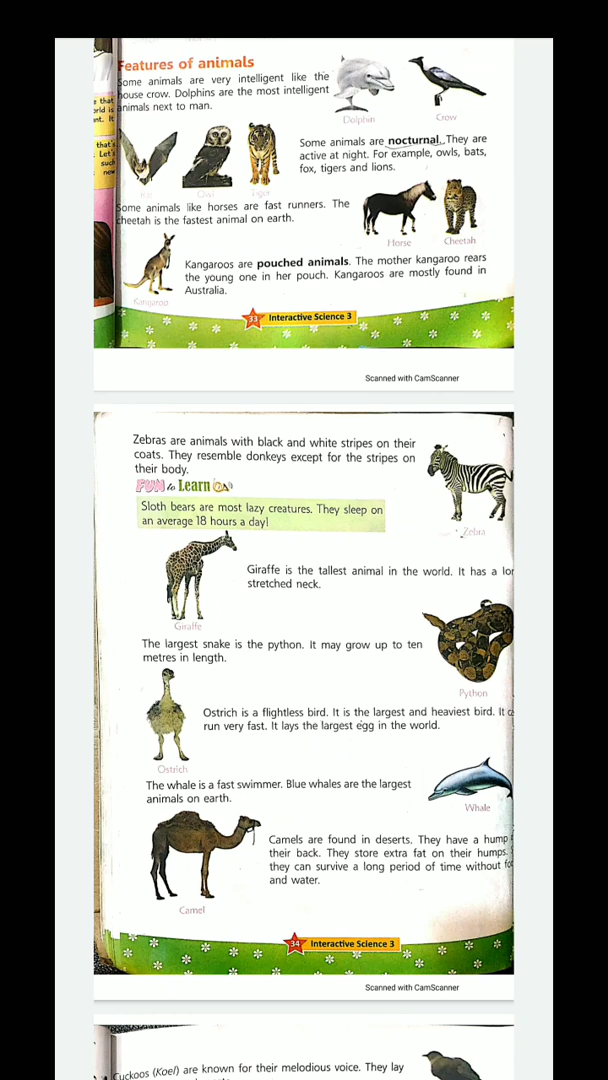 Features of animals
Some animals are very intelligent like the
house crow. Dolphins are the most intelligent
animals next to man.
Dolphin
Crow
e that
orld is
ent. It
that's
Let's
such
new
Some animals are nocturnal. They are
active at night. For example, owls, bats,
fox, tigers and lions.
Owl
Tiger
Some animals like horses are fast runners. The
cheetah is the fastest animal on earth.
Horse
Cheetah
Kangaroos are pouched animals. The mother kangaroo rears
the young one in her pouch. Kangaroos are mostly found in
Australia.
Kangaroo
33 Interactive Science 3
Scanned with CamScanner
Zebras are animals with black and white stripes on their
coats. They resemble donkeys except for the stripes on
their body.
FUN to Learn
Sloth bears are most lazy creatures. They sleep on
an average 18 hours a day!
Zebra
Giraffe is the tallest animal in the world. It has a lon
stretched neck.
Giraffe
The largest snake is the python. It may grow up to ten
metres in length.
Python
Ostrich is a flightless bird. It is the largest and heaviest bird. It c
run very fast. It lays the largest egg in the world.
Ostrich
The whale is a fast swimmer. Blue whales are the largest
animals on earth.
Whale
Camels are found in deserts. They have a hump
their back. They store extra fat on their humps.
they can survive a long period of time without fo
and water.
Camel
34 Interactive Science 3
Scanned with CamScanner
Cuckoos (Koel) are known for their melodious voice. They lay